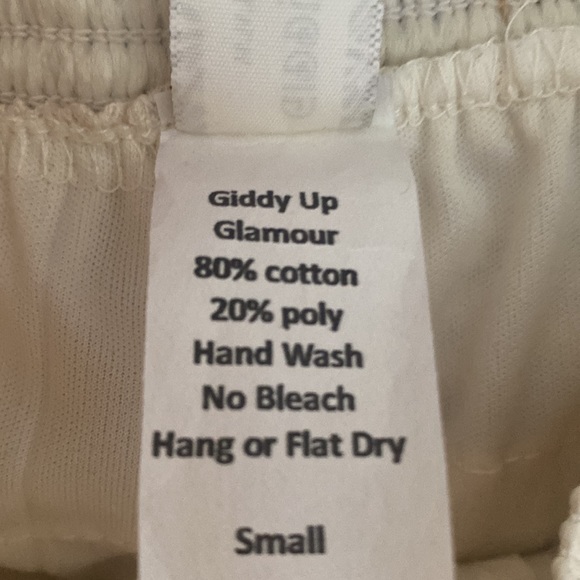 Giddy Up
Glamour
80% cotton
20% poly
Hand Wash
No Bleach
Hang or Flat Dry
Small